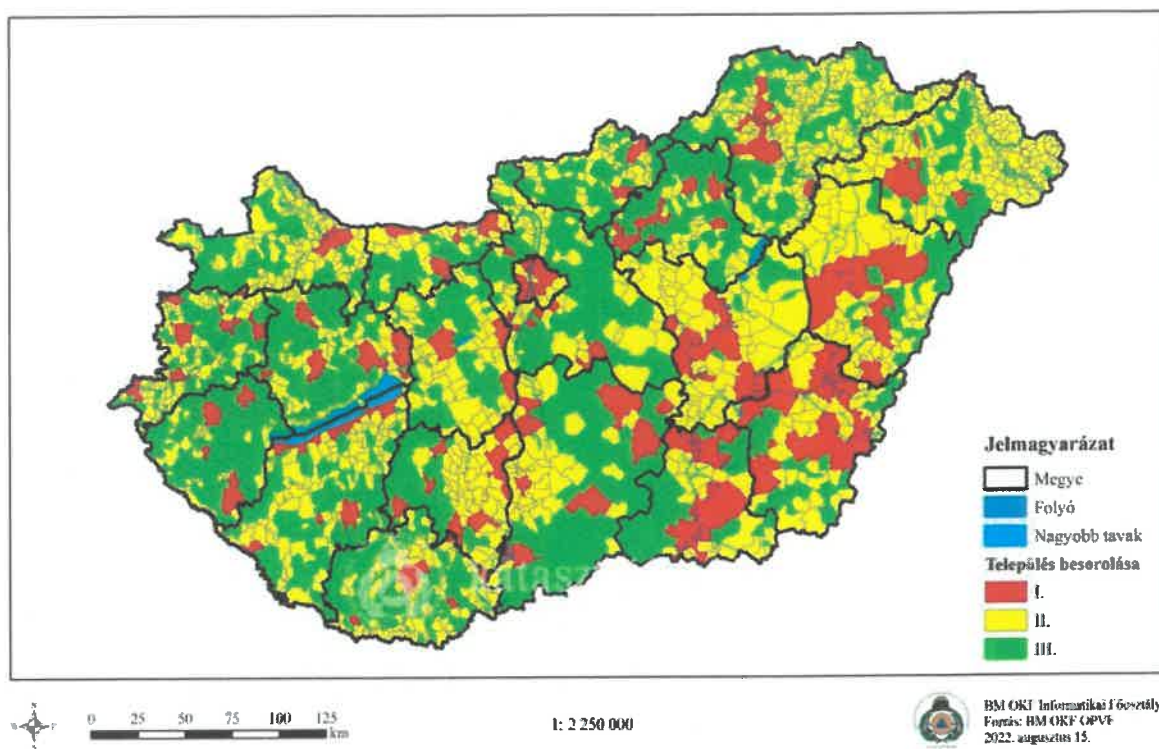 Jelmagyarázat
Megye
Folyó
Nagyobb tavak
Település besorolása
I.
II.
III.
N
0 25 50 75 100 125
km
1: 2 250 000
BM OKF Informatikai Főosztály
Forrás: BM OKF OPVF
2022. augusztus 15.